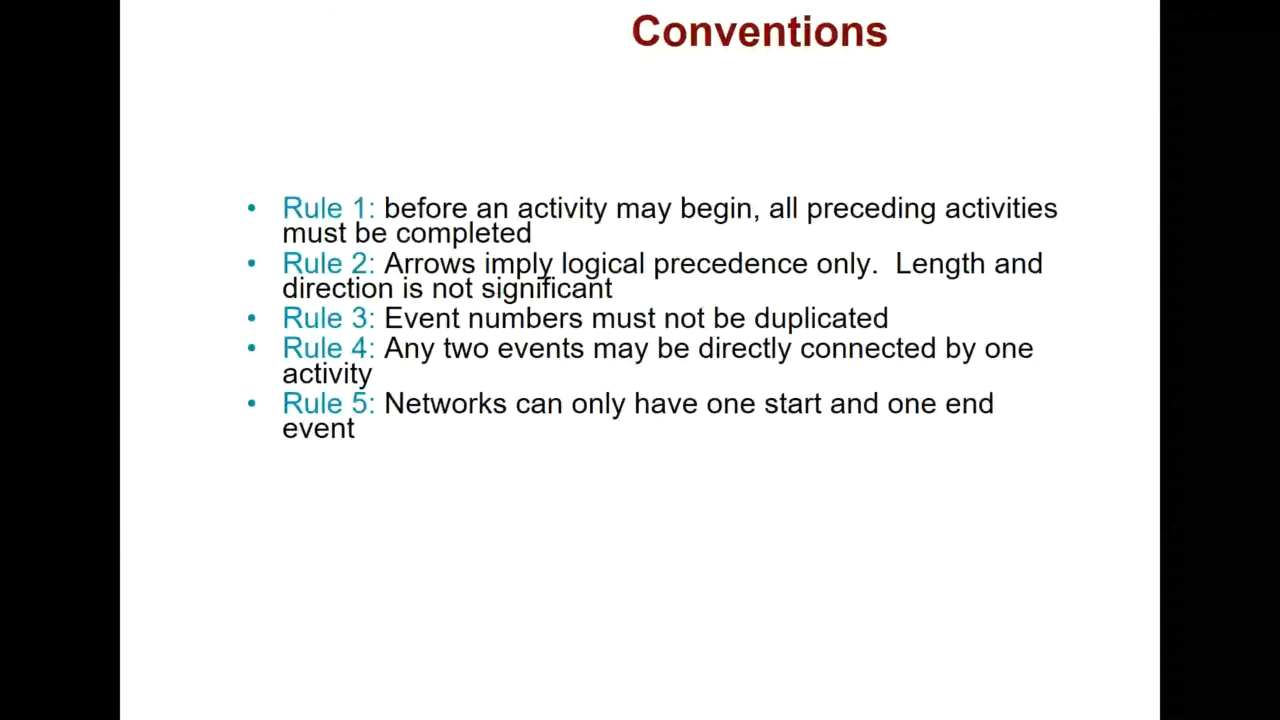 Conventions
• Rule 1: before an activity may begin, all preceding activities
must be completed
• Rule 2: Arrows imply logical precedence only.  Length and
direction is not significant
• Rule 3: Event numbers must not be duplicated
• Rule 4: Any two events may be directly connected by one
activity
• Rule 5: Networks can only have one start and one end
event